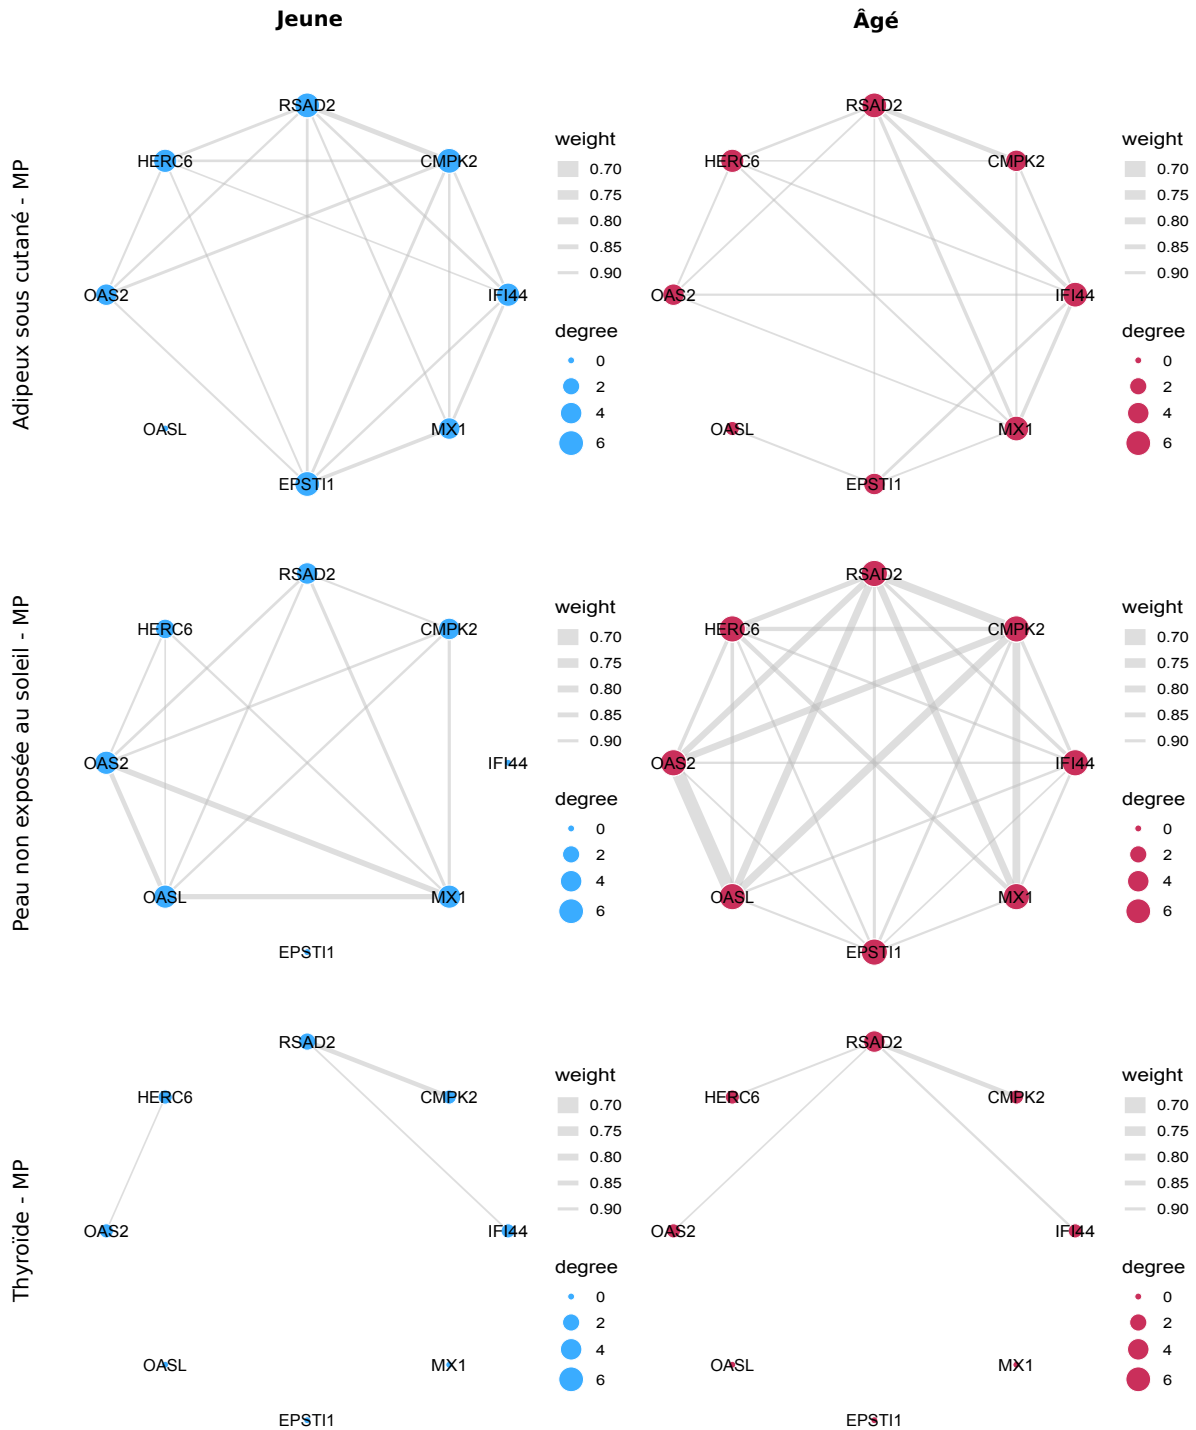 Jeune
Âgé
Adipeux sous cutané - MP
RSAD2
HERC6
CMPK2
OAS2
IFI44
OASL
MX1
EPSTI1
weight
0.70
0.75
0.80
0.85
0.90
degree
0
2
4
6
RSAD2
HERC6
CMPK2
OAS2
IFI44
OASL
MX1
EPSTI1
weight
0.70
0.75
0.80
0.85
0.90
degree
0
2
4
6
Peau non exposée au soleil - MP
RSAD2
HERC6
CMPK2
OAS2
IFI44
OASL
MX1
EPSTI1
weight
0.70
0.75
0.80
0.85
0.90
degree
0
2
4
6
RSAD2
HERC6
CMPK2
OAS2
IFI44
OASL
MX1
EPSTI1
weight
0.70
0.75
0.80
0.85
0.90
degree
0
2
4
6
Thyroïde - MP
RSAD2
HERC6
CMPK2
OAS2
IFI44
OASL
MX1
EPSTI1
weight
0.70
0.75
0.80
0.85
0.90
degree
0
2
4
6
RSAD2
HERC6
CMPK2
OAS2
IFI44
OASL
MX1
EPSTI1
weight
0.70
0.75
0.80
0.85
0.90
degree
0
2
4
6